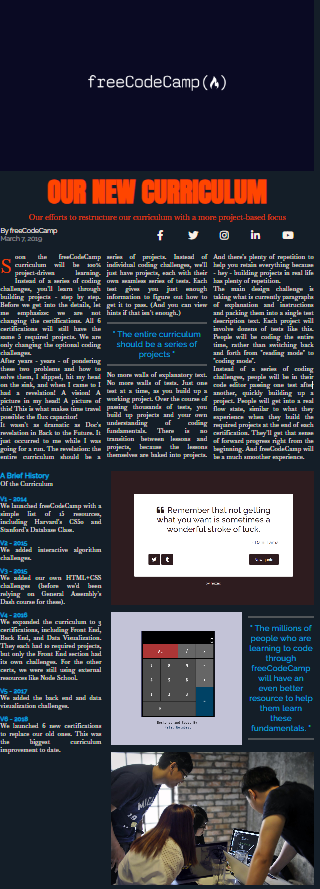 freeCodeCamp(🔥)
OUR NEW CURRICULUM
Our efforts to restructure our curriculum with a more project-based focus
By freeCodeCamp
March 7, 2019
Soon the freeCodeCamp
curriculum will be 100%
project-driven learning.
Instead of a series of coding
challenges, you'll learn through
building projects - step by step.
Before we get into the details, let
me emphasize: we are not
changing the certifications. All 6
certifications will still have the
same 5 required projects. We are
only changing the optional coding
challenges.
After years - years - of pondering
these two problems and how to
solve them, I slipped, hit my head
on the sink, and when I came to I
had a revelation! A vision! A
picture in my head! A picture of
this! This is what makes time travel
possible: the flux capacitor!
It wasn't as dramatic as Doc's
revelation in Back to the Future. It
just occurred to me while I was
going for a run. The revelation: the
entire curriculum should be a
series of projects. Instead of
individual coding challenges, we'll
just have projects, each with their
own seamless series of tests. Each
test gives you just enough
information to figure out how to
get it to pass. (And you can view
hints if that isn't enough.)
" The entire curriculum
should be a series of
projects "
No more walls of explanatory text.
No more walls of tests. Just one
test at a time, as you build up a
working project. Over the course of
passing thousands of tests, you
build up projects and your own
understanding of coding
fundamentals. There is no
transition between lessons and
projects, because the lessons
themselves are baked into projects.
And there's plenty of repetition to
help you retain everything because
- hey - building projects in real life
has plenty of repetition.
The main design challenge is
taking what is currently paragraphs
of explanation and instructions
and packing them into a single test
description text. Each project will
involve dozens of tests like this.
People will be coding the entire
time, rather than switching back
and forth from "reading mode" to
"coding mode".
Instead of a series of coding
challenges, people will be in their
code editor passing one test after
another, quickly building up a
project. People will get into a real
flow state, similar to what they
experience when they build the
required projects at the end of each
certification. They'll get that sense
of forward progress right from the
beginning. And freeCodeCamp will
be a much smoother experience.
A Brief History
Of the Curriculum
V1 - 2014
We launched freeCodeCamp with a
simple list of 15 resources,
including Harvard's CS50 and
Stanford's Database Class.
V2 - 2015
We added interactive algorithm
challenges.
V3 - 2015
We added our own HTML+CSS
challenges (before we'd been
relying on General Assembly's
Dash course for these).
V4 - 2016
We expanded the curriculum to 3
certifications, including Front End,
Back End, and Data Visualization.
They each had 10 required projects,
but only the Front End section had
its own challenges. For the other
certs, we were still using external
resources like Node School.
V5 - 2017
We added the back end and data
visualization challenges.
V6 - 2018
We launched 6 new certifications
to replace our old ones. This was
the biggest curriculum
improvement to date.
Remember that not getting
what you want is sometimes a
wonderful stroke of luck.
" The millions of
people who are
learning to code
through
freeCodeCamp
will have an
even better
resource to help
them learn
these
fundamentals. "